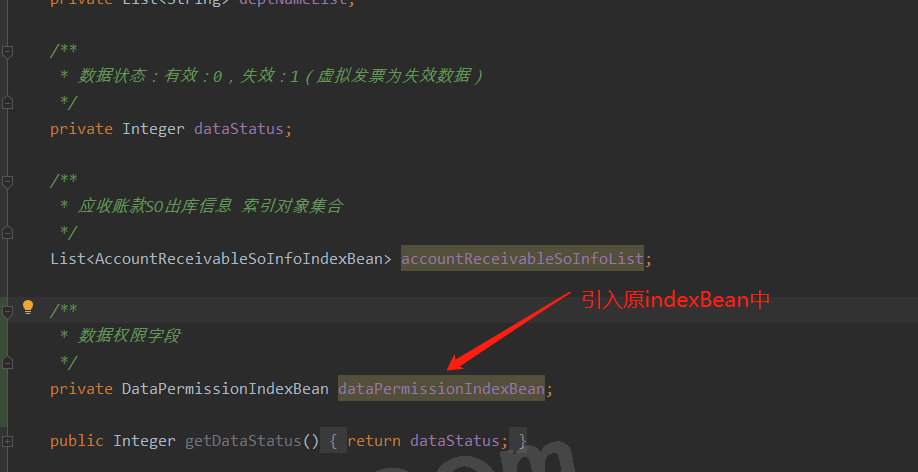 private List<String> deptNameList;
/**
* 数据状态：有效：0，失效：1（虚拟发票为失效数据）
*/
private Integer dataStatus;
/**
* 应收账款SO出库信息 索引对象集合
*/
List<AccountReceivableSoInfoIndexBean> accountReceivableSoInfoList;
引入原indexBean中
/**
* 数据权限字段
*/
private DataPermissionIndexBean dataPermissionIndexBean;
public Integer getDataStatus() { return dataStatus; }